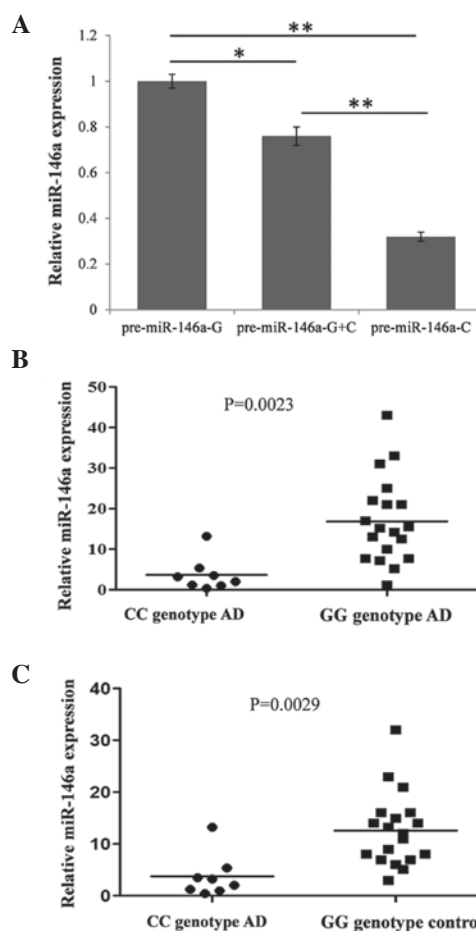 A
Relative miR-146a expression
1.2
1
0.8
0.6
0.4
0.2
0
**
*
**
pre-miR-146a-G
pre-miR-146a-G+C
pre-miR-146a-C
B
Relative miR-146a expression
50
40
30
20
10
0
P=0.0023
CC genotype AD
GG genotype AD
C
Relative miR-146a expression
40
30
20
10
0
P=0.0029
CC genotype AD
GG genotype control